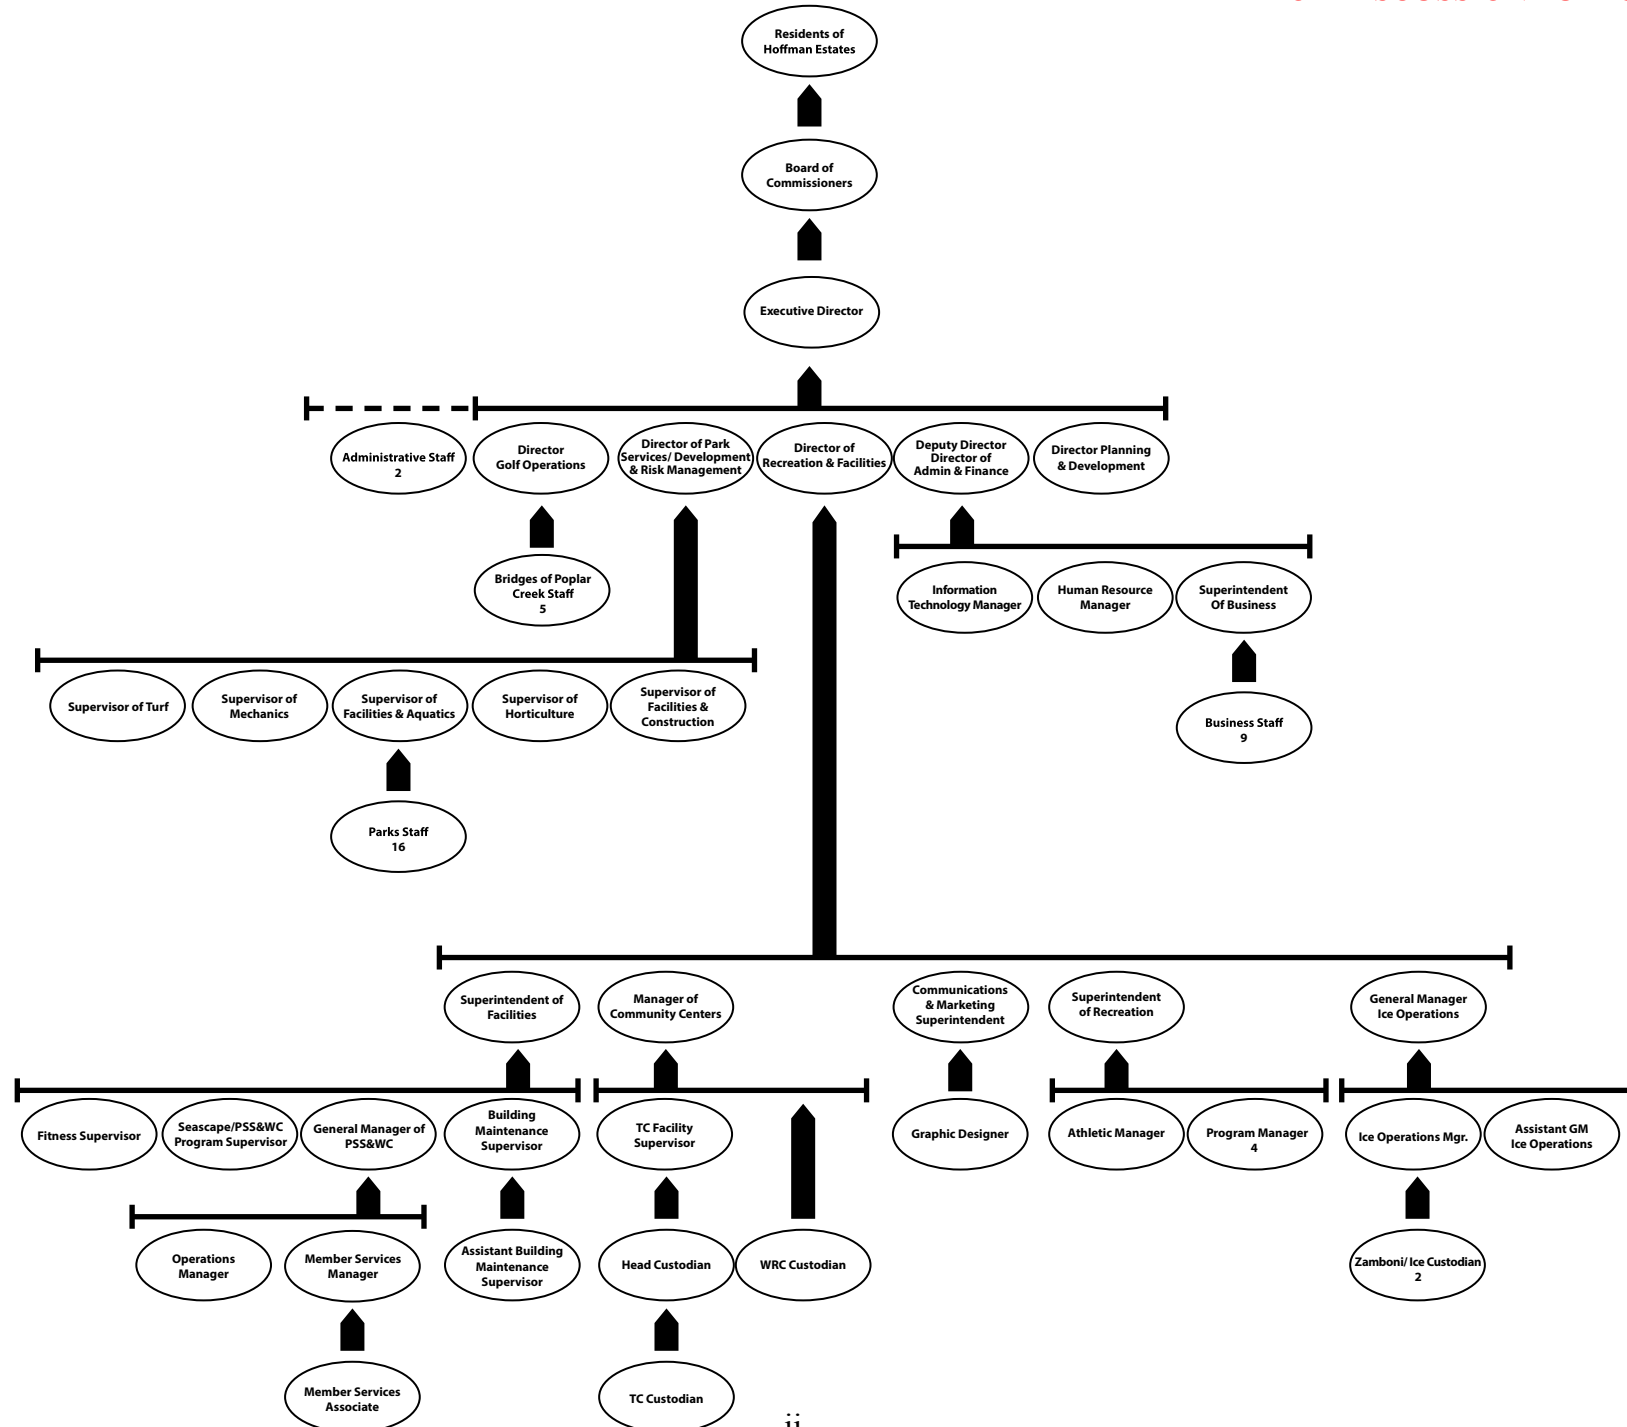 Residents of
Hoffman Estates
Board of
Commissioners
Executive Director
Administrative Staff
2
Director
Golf Operations
Director of Park
Services/ Development
& Risk Management
Director of
Recreation & Facilities
Deputy Director
Director of
Admin & Finance
Director Planning
& Development
Bridges of Poplar
Creek Staff
5
Information
Technology Manager
Human Resource
Manager
Superintendent
Of Business
Supervisor of Turf
Supervisor of
Mechanics
Supervisor of
Facilities & Aquatics
Supervisor of
Horticulture
Supervisor of
Facilities &
Construction
Business Staff
9
Parks Staff
16
Superintendent of
Facilities
Manager of
Community Centers
Communications
& Marketing
Superintendent
Superintendent
of Recreation
General Manager
Ice Operations
Fitness Supervisor
Seascape/PSS&WC
Program Supervisor
General Manager of
PSS&WC
Building
Maintenance
Supervisor
TC Facility
Supervisor
Graphic Designer
Athletic Manager
Program Manager
4
Ice Operations Mgr.
Assistant GM
Ice Operations
Operations
Manager
Member Services
Manager
Assistant Building
Maintenance
Supervisor
Head Custodian
WRC Custodian
Zamboni/ Ice Custodian
2
Member Services
Associate
TC Custodian
ii